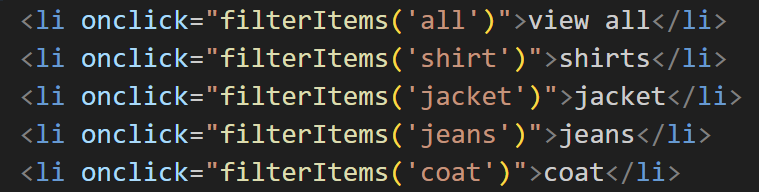 <li onclick="filterItems('all')">view all</li>
<li onclick="filterItems('shirt')">shirts</li>
<li onclick="filterItems('jacket')">jacket</li>
<li onclick="filterItems('jeans')">jeans</li>
<li onclick="filterItems('coat')">coat</li>